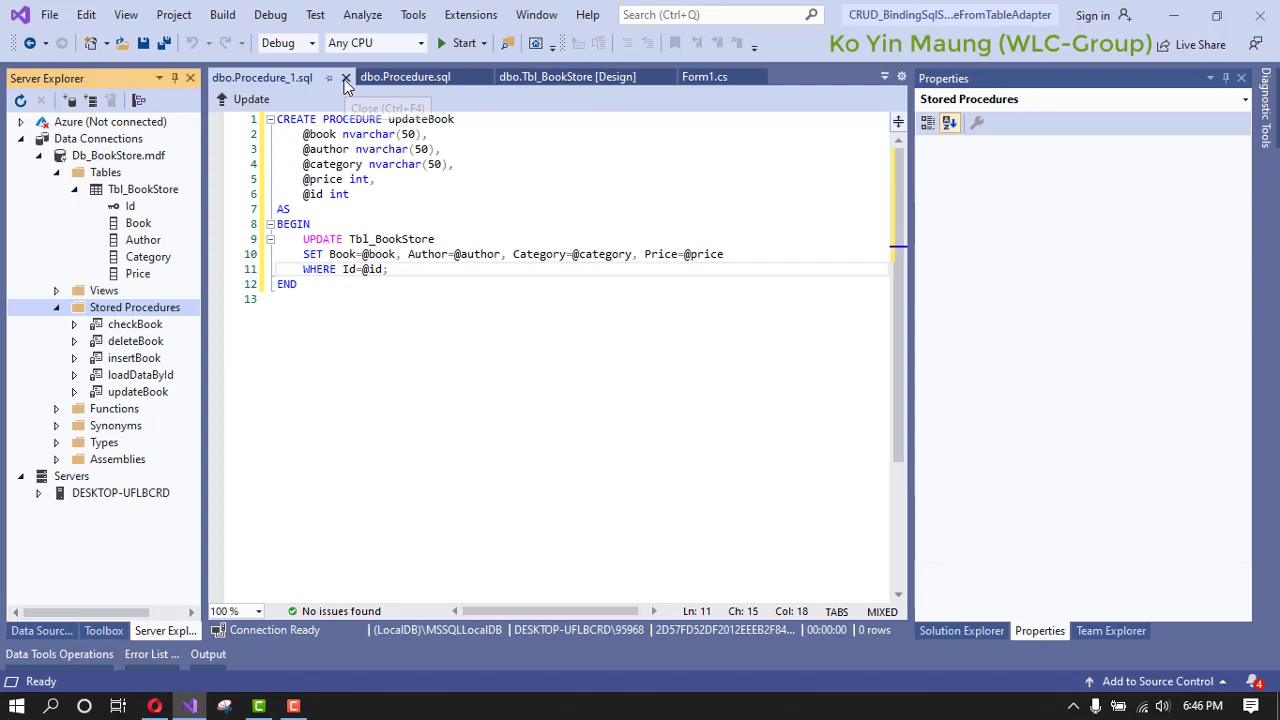 File Edit View Project Build Debug Test Analyze Tools Extensions Window Help Search (Ctrl+Q) CRUD_BindingSqlS...eFromTableAdapter Sign in
Debug Any CPU Start Ko Yin Maung (WLC-Group) Live Share
Server Explorer
dbo.Procedure_1.sql dbo.Procedure.sql dbo.Tbl_BookStore [Design] Form1.cs
Properties
Update
Close (Ctrl+F4)
Stored Procedures
Azure (Not connected)
Data Connections
Db_BookStore.mdf
Tables
Tbl_BookStore
Id
Book
Author
Category
Price
Views
Stored Procedures
checkBook
deleteBook
insertBook
loadDataById
updateBook
Functions
Synonyms
Types
Assemblies
Servers
DESKTOP-UFLBCRD
1 CREATE PROCEDURE updateBook
2 @book nvarchar(50),
3 @author nvarchar(50),
4 @category nvarchar(50),
5 @price int,
6 @id int
7 AS
8 BEGIN
9 UPDATE Tbl_BookStore
10 SET Book=@book, Author=@author, Category=@category, Price=@price
11 WHERE Id=@id;
12 END
13
Diagnostic Tools
100 % No issues found Ln: 11 Ch: 15 Col: 18 TABS MIXED
Connection Ready (LocalDB)\MSSQLLocalDB DESKTOP-UFLBCRD\95968 2D57FD52DF2012EEEB2F84... 00:00:00 0 rows
Data Sourc... Toolbox Server Expl... Solution Explorer Properties Team Explorer
Data Tools Operations Error List ... Output
Ready Add to Source Control 4
6:46 PM